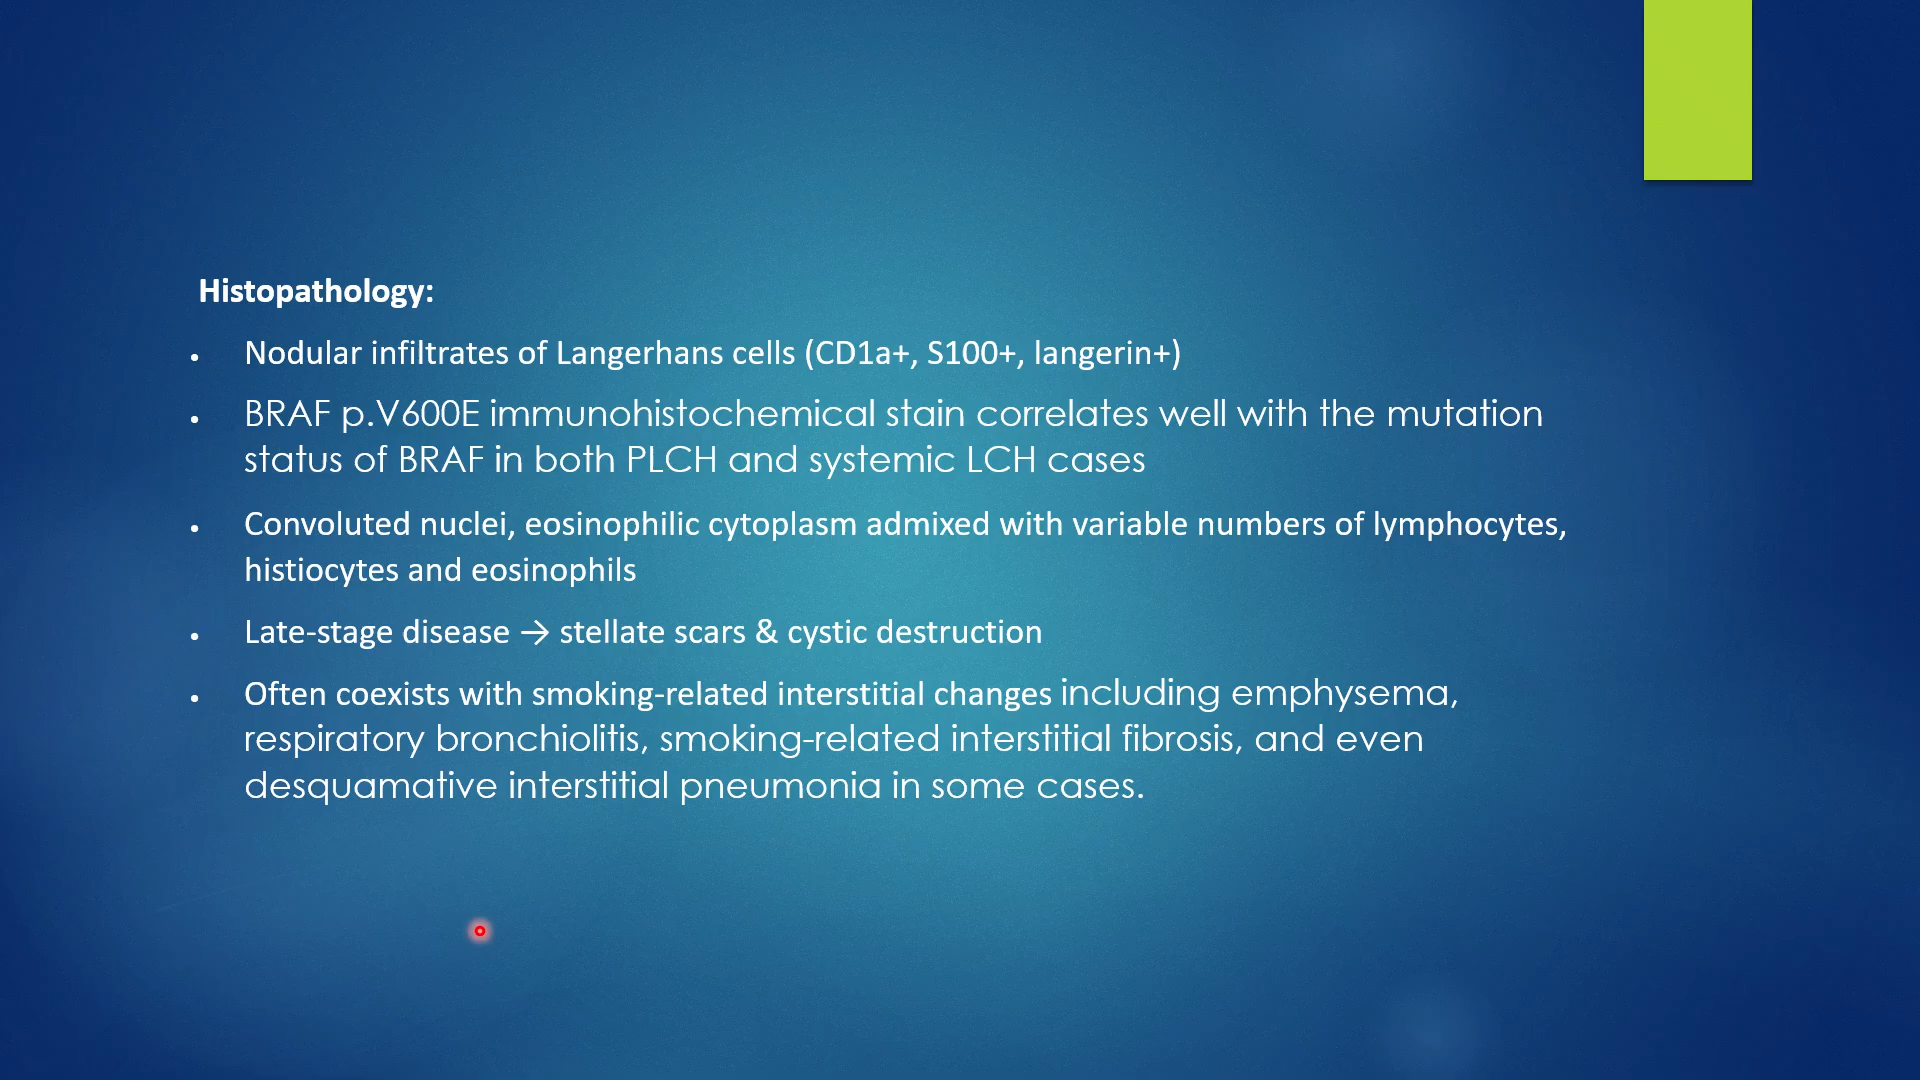 Histopathology:
• Nodular infiltrates of Langerhans cells (CD1a+, S100+, langerin+)
• BRAF p.V600E immunohistochemical stain correlates well with the mutation
status of BRAF in both PLCH and systemic LCH cases
• Convoluted nuclei, eosinophilic cytoplasm admixed with variable numbers of lymphocytes,
histiocytes and eosinophils
• Late-stage disease → stellate scars & cystic destruction
• Often coexists with smoking-related interstitial changes including emphysema,
respiratory bronchiolitis, smoking-related interstitial fibrosis, and even
desquamative interstitial pneumonia in some cases.